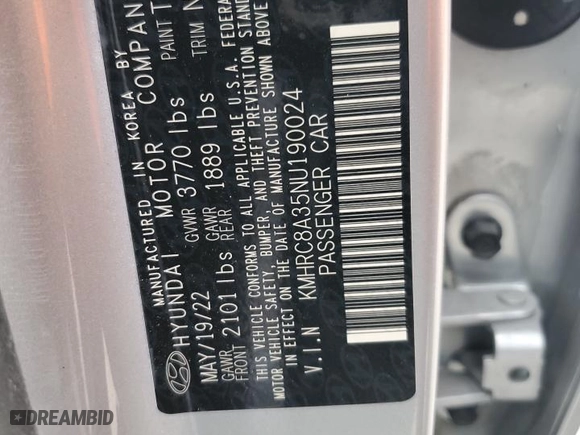 MANUFACTURED IN KOREA BY
HYUNDAI MOTOR COMPAN
MAY/19/22 GVWR 3770 lbs PAINT T
GAWR FRONT 2101 lbs GAWR REAR 1889 lbs TRIM N
THIS VEHICLE CONFORMS TO ALL APPLICABLE U.S.A. FEDERA
MOTOR VEHICLE SAFETY, BUMPER, AND THEFT PREVENTION STAND
IN EFFECT ON THE DATE OF MANUFACTURE SHOWN ABOVE
V.I.N KMHRC8A35NU190024
PASSENGER CAR
DREAMBID